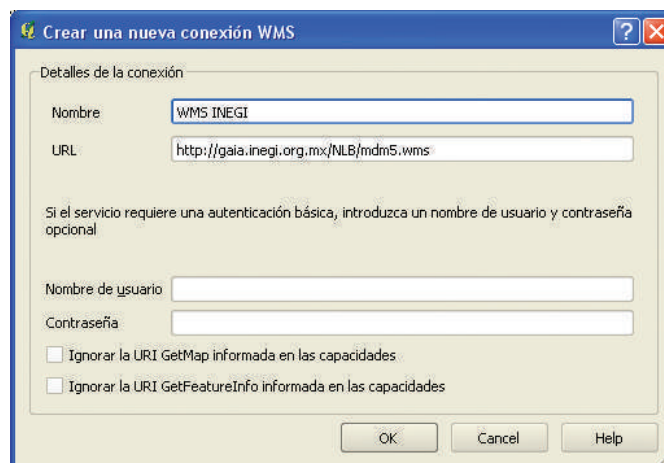 Crear una nueva conexión WMS
Detalles de la conexión
Nombre
WMS INEGI
URL
http://gaia.inegi.org.mx/NLB/mdm5.wms
Si el servicio requiere una autenticación básica, introduzca un nombre de usuario y contraseña
opcional
Nombre de usuario
Contraseña
Ignorar la URI GetMap informada en las capacidades
Ignorar la URI GetFeatureInfo informada en las capacidades
OK
Cancel
Help